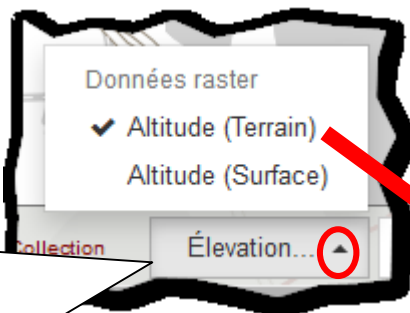 Données raster
✔ Altitude (Terrain)
Altitude (Surface)
Collection
Élevation...